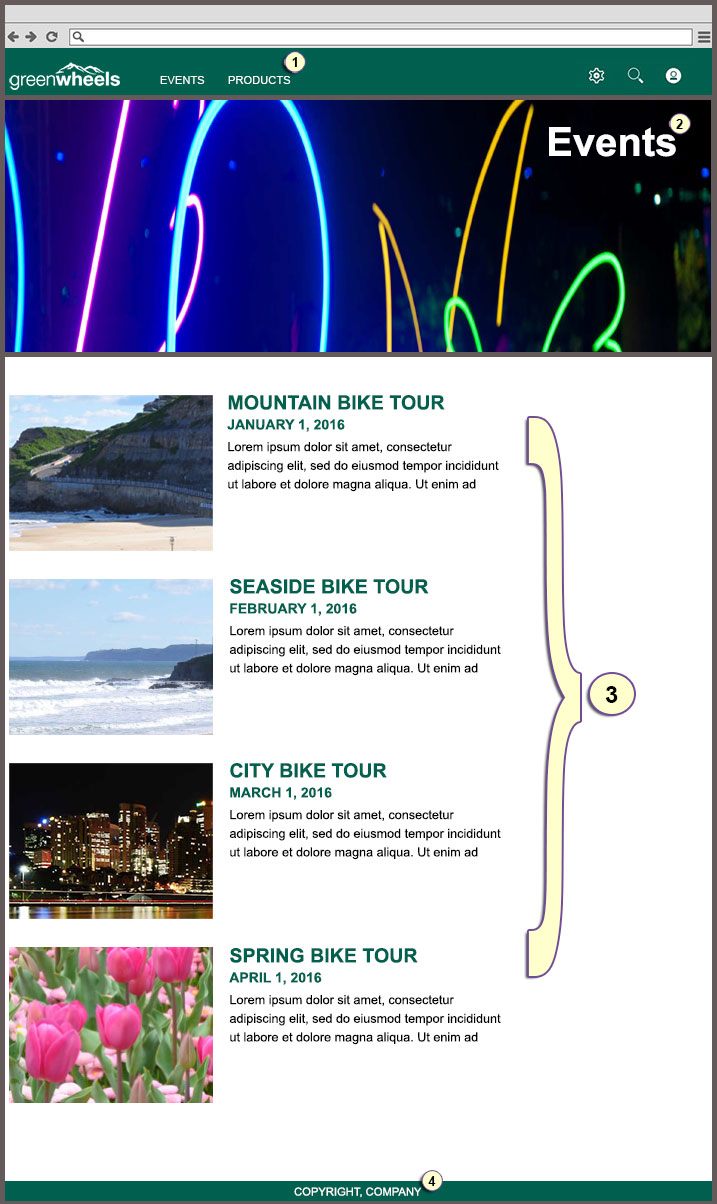 1
greenwheels EVENTS PRODUCTS
2
Events
MOUNTAIN BIKE TOUR
JANUARY 1, 2016
Lorem ipsum dolor sit amet, consectetur
adipiscing elit, sed do eiusmod tempor incididunt
ut labore et dolore magna aliqua. Ut enim ad
SEASIDE BIKE TOUR
FEBRUARY 1, 2016
Lorem ipsum dolor sit amet, consectetur
adipiscing elit, sed do eiusmod tempor incididunt
ut labore et dolore magna aliqua. Ut enim ad
3
CITY BIKE TOUR
MARCH 1, 2016
Lorem ipsum dolor sit amet, consectetur
adipiscing elit, sed do eiusmod tempor incididunt
ut labore et dolore magna aliqua. Ut enim ad
SPRING BIKE TOUR
APRIL 1, 2016
Lorem ipsum dolor sit amet, consectetur
adipiscing elit, sed do eiusmod tempor incididunt
ut labore et dolore magna aliqua. Ut enim ad
4
COPYRIGHT, COMPANY